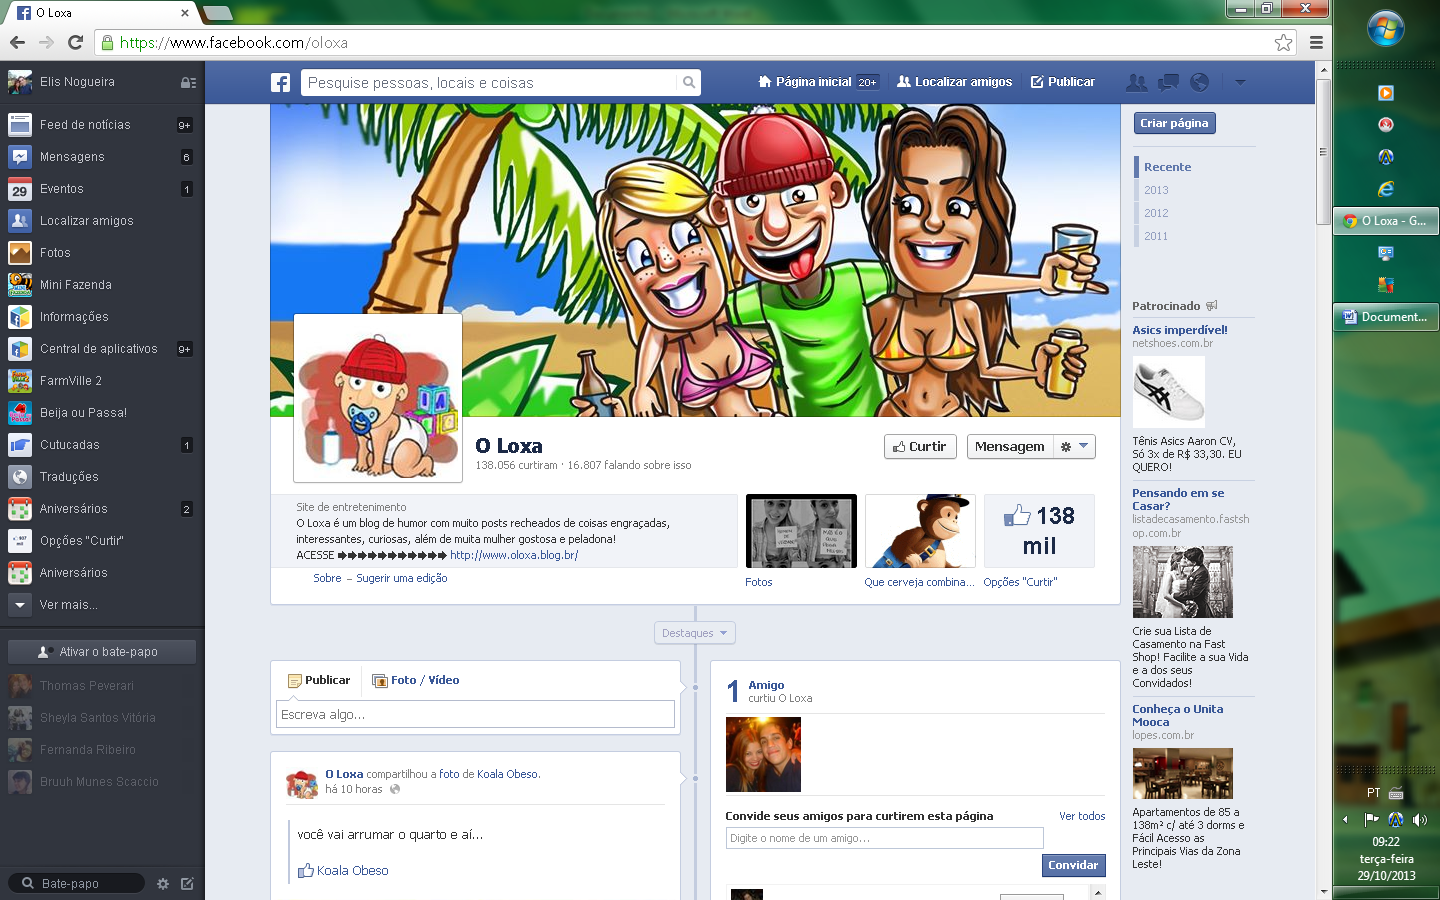 O Loxa
https://www.facebook.com/oloxa
Elis Nogueira
Feed de notícias 9+
Mensagens 6
29 Eventos 1
Localizar amigos
Fotos
Mini Fazenda
Informações
Central de aplicativos 9+
FarmVille 2
Beija ou Passa!
Cutucadas 1
Traduções
Aniversários 2
Opções "Curtir"
Aniversários
Ver mais...
Ativar o bate-papo
Thomas Peverari
Sheyla Santos Vitória
Fernanda Ribeiro
Bruuh Munes Scaccio
Bate-papo
Pesquise pessoas, locais e coisas
Página inicial 20+ Localizar amigos Publicar
O Loxa
138.056 curtiram · 16.807 falando sobre isso
Curtir Mensagem
Site de entretenimento
O Loxa é um blog de humor com muito posts recheados de coisas engraçadas,
interessantes, curiosas, além de muita mulher gostosa e peladona!
ACESSE ➨➨➨➨➨➨➨➨➨➨➨ http://www.oloxa.blog.br/
Sobre – Sugerir uma edição
Fotos
Que cerveja combina...
138
mil
Opções "Curtir"
Destaques
Publicar Foto / Vídeo
Escreva algo...
O Loxa compartilhou a foto de Koala Obeso.
há 10 horas
você vai arrumar o quarto e aí...
Koala Obeso
1 Amigo
curtiu O Loxa
Convide seus amigos para curtirem esta página Ver todos
Digite o nome de um amigo...
Convidar
Criar página
Recente
2013
2012
2011
Patrocinado
Asics imperdível!
netshoes.com.br
Tênis Asics Aaron CV,
Só 3x de R$ 33,30. EU
QUERO!
Pensando em se
Casar?
listadecasamento.fastsh
op.com.br
Crie sua Lista de
Casamento na Fast
Shop! Facilite a sua Vida
e a dos seus
Convidados!
Conheça o Unita
Mooca
lopes.com.br
Apartamentos de 85 a
138m² c/ até 3 dorms e
Fácil Acesso as
Principais Vias da Zona
Leste!
O Loxa - G...
Document...
PT
09:22
terça-feira
29/10/2013